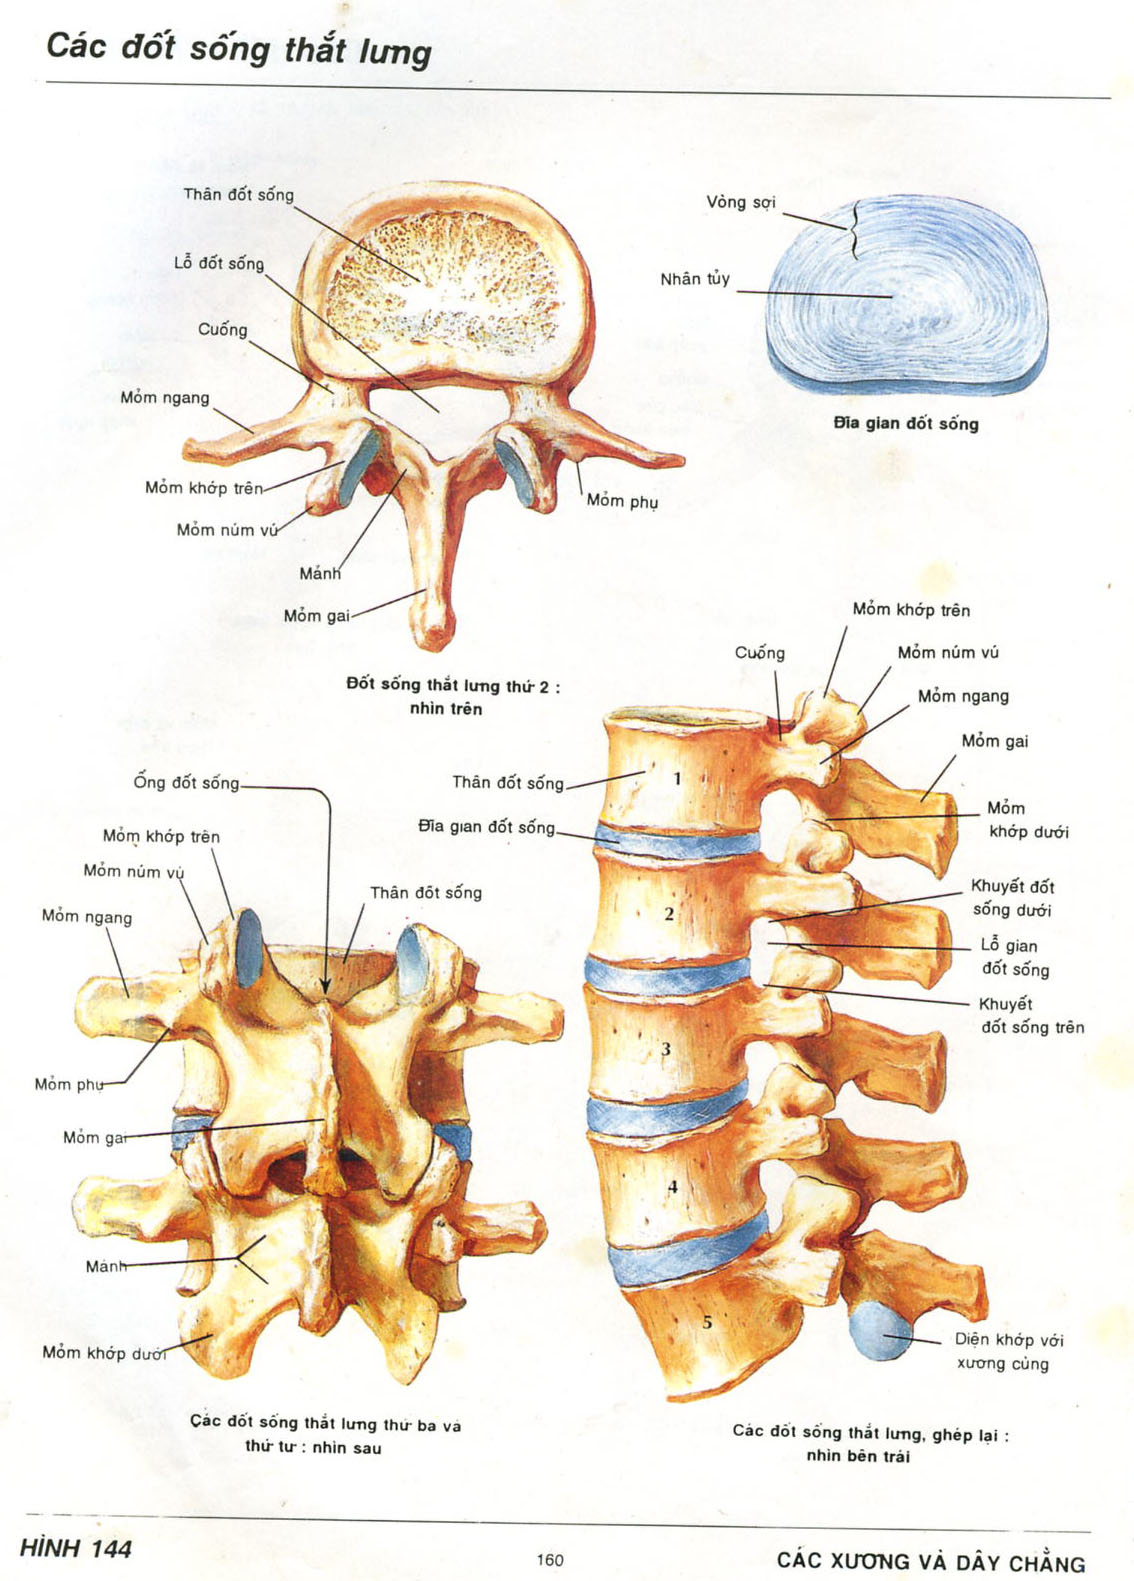 Các đốt sống thắt lưng
Thân đốt sống
Lỗ đốt sống
Cuống
Mỏm ngang
Mỏm khớp trên
Mỏm núm vú
Mảnh
Mỏm gai
Mỏm phụ
Đốt sống thắt lưng thứ 2 :
nhìn trên
Vòng sợi
Nhân tủy
Đĩa gian đốt sống
Ống đốt sống
Mỏm khớp trên
Mỏm núm vú
Mỏm ngang
Thân đốt sống
Mỏm phụ
Mỏm gai
Mảnh
Mỏm khớp dưới
Các đốt sống thắt lưng thứ ba và
thứ tư : nhìn sau
Mỏm khớp trên
Cuống
Mỏm núm vú
Mỏm ngang
Mỏm gai
Thân đốt sống
Đĩa gian đốt sống
Mỏm
khớp dưới
Khuyết đốt
sống dưới
Lỗ gian
đốt sống
Khuyết
đốt sống trên
1
2
3
4
5
Diện khớp với
xương cùng
Các đốt sống thắt lưng, ghép lại :
nhìn bên trái
HÌNH 144
160
CÁC XƯƠNG VÀ DÂY CHẰNG